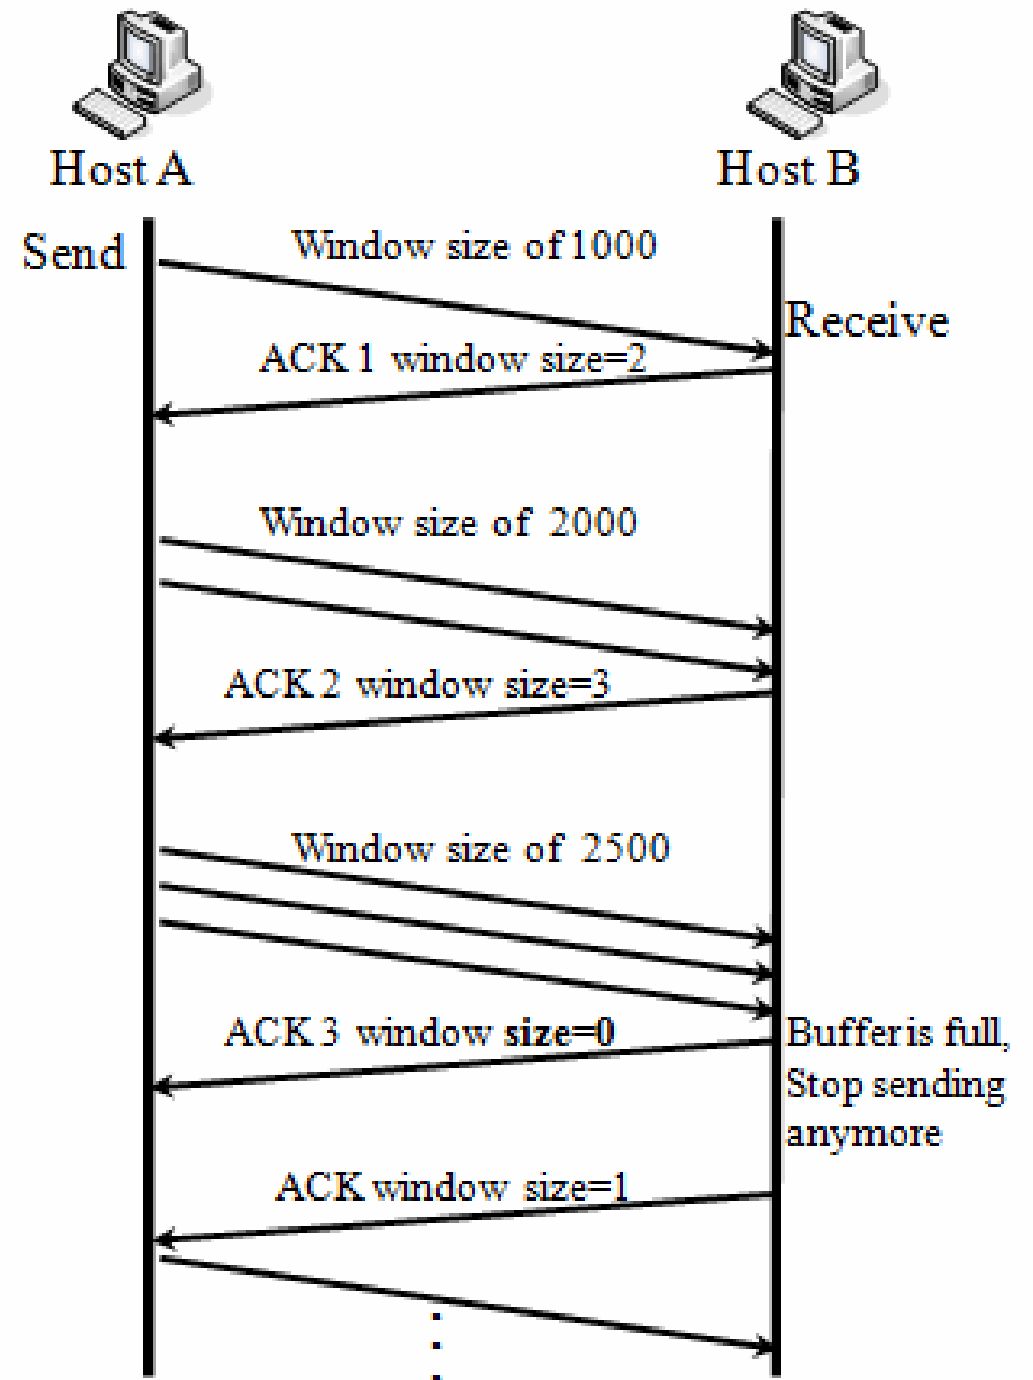 Host A
Host B
Send
Window size of 1000
Receive
ACK 1 window size=2
Window size of 2000
ACK 2 window size=3
Window size of 2500
ACK 3 window size=0
Buffer is full,
Stop sending
anymore
ACK window size=1